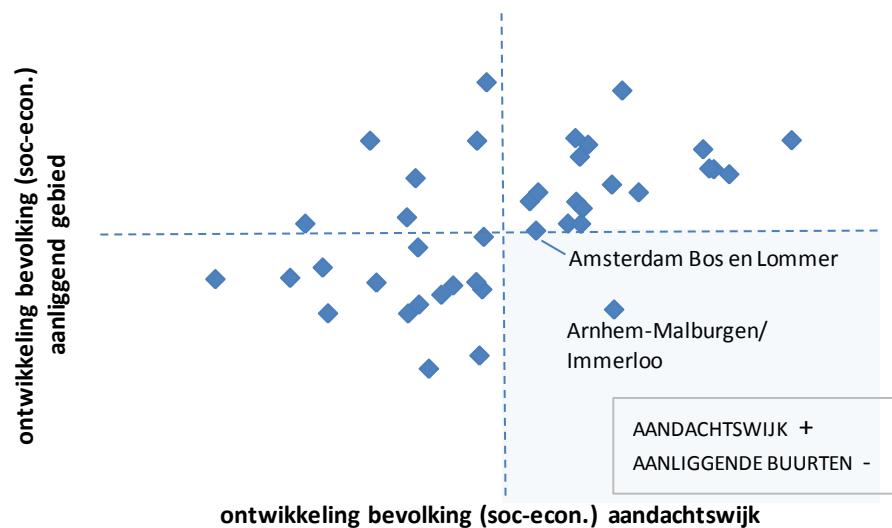 ontwikkeling bevolking (soc-econ.)
aanliggend gebied
Amsterdam Bos en Lommer
Arnhem-Malburgen/
Immerloo
AANDACHTSWIJK +
AANLIGGENDE BUURTEN -
ontwikkeling bevolking (soc-econ.) aandachtswijk